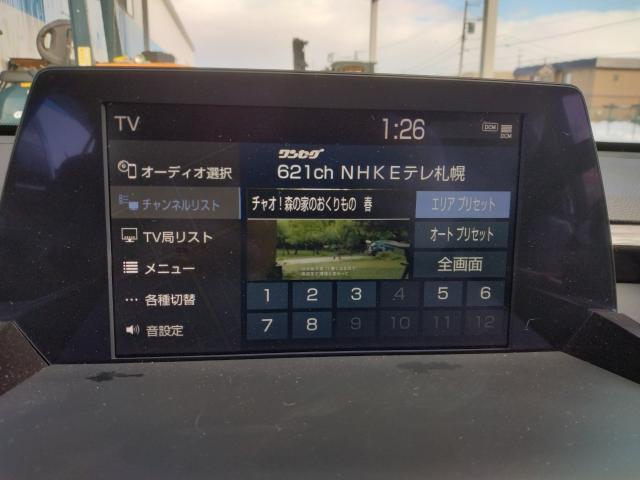 TV 1:26 DCM
DCM
ワンセグ
オーディオ選択 621ch NHKEテレ札幌
チャンネルリスト チャオ!森の家のおくりもの 春 エリア プリセット
TV局リスト オート プリセット
メニュー 全画面
各種切替 1 2 3 4 5 6
音設定 7 8 9 10 11 12